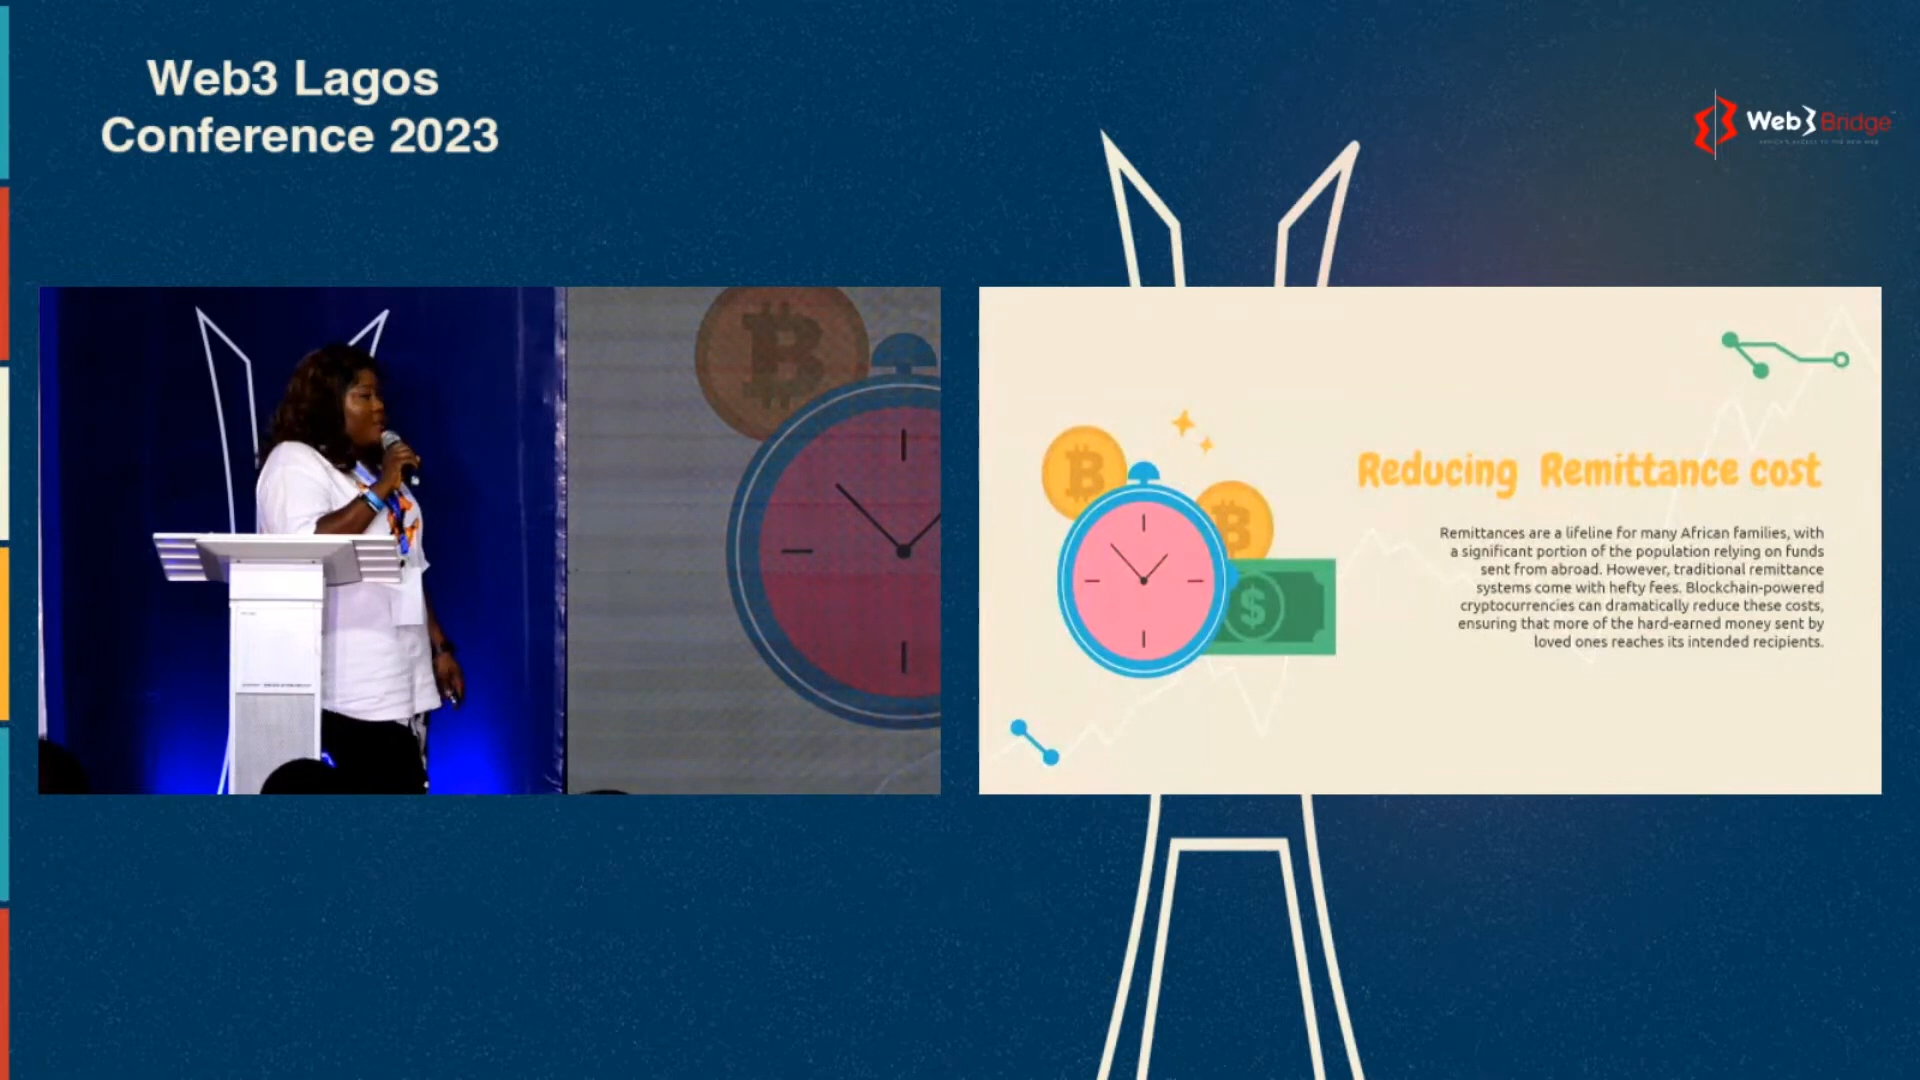 Web3 Lagos
Conference 2023
Web3Bridge
Reducing Remittance cost
Remittances are a lifeline for many African families, with
a significant portion of the population relying on funds
sent from abroad. However, traditional remittance
systems come with hefty fees. Blockchain-powered
cryptocurrencies can dramatically reduce these costs,
ensuring that more of the hard-earned money sent by
loved ones reaches its intended recipients.